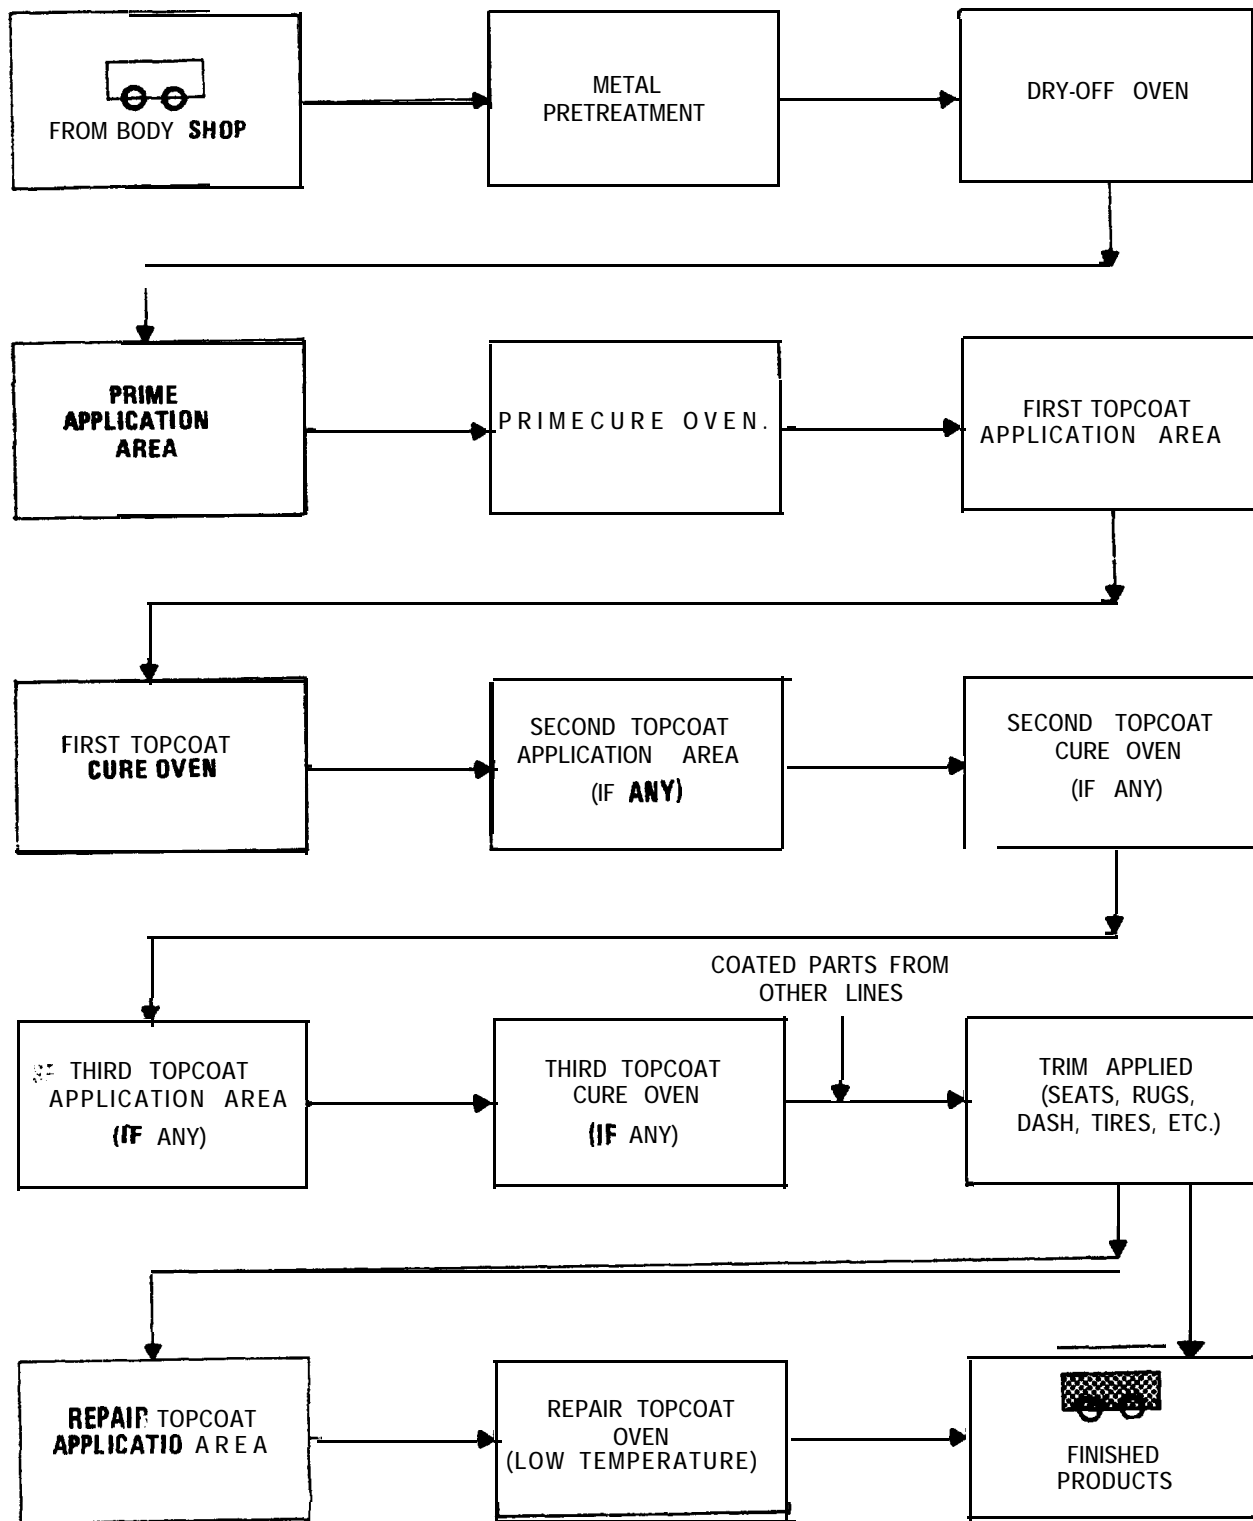 FROM BODY SHOP
METAL
PRETREATMENT
DRY-OFF OVEN
PRIME
APPLICATION
AREA
PRIMECURE OVEN.
FIRST TOPCOAT
APPLICATION AREA
FIRST TOPCOAT
CURE OVEN
SECOND TOPCOAT
APPLICATION AREA
(IF ANY)
SECOND TOPCOAT
CURE OVEN
(IF ANY)
COATED PARTS FROM
OTHER LINES
THIRD TOPCOAT
APPLICATION AREA
(IF ANY)
THIRD TOPCOAT
CURE OVEN
(IF ANY)
TRIM APPLIED
(SEATS, RUGS,
DASH, TIRES, ETC.)
REPAIR TOPCOAT
APPLICATIO AREA
REPAIR TOPCOAT
OVEN
(LOW TEMPERATURE)
FINISHED
PRODUCTS